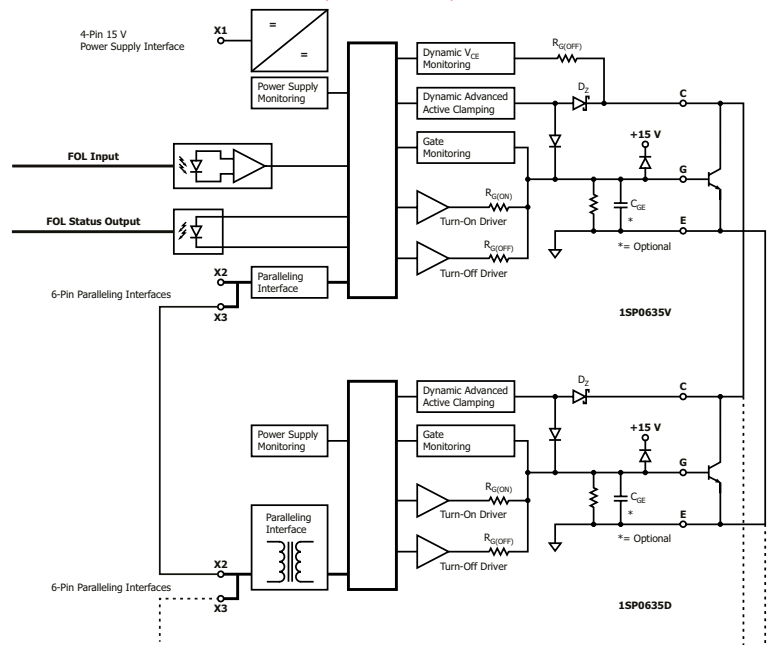 4-Pin 15 V
Power Supply Interface
X1
=
=
Power Supply
Monitoring
FOL Input
FOL Status Output
X2
Paralleling
Interface
6-Pin Paralleling Interfaces
X3
Dynamic VCE
Monitoring
RG(OFF)
Dynamic Advanced
Active Clamping
DZ
C
Gate
Monitoring
+15 V
G
RG(ON)
Turn-On Driver
CGE
*
RG(OFF)
Turn-Off Driver
E
*= Optional
1SP0635V
Dynamic Advanced
Active Clamping
DZ
C
Power Supply
Monitoring
Gate
Monitoring
+15 V
G
RG(ON)
Turn-On Driver
CGE
*
Paralleling
Interface
RG(OFF)
Turn-Off Driver
E
*= Optional
X2
6-Pin Paralleling Interfaces
X3
1SP0635D